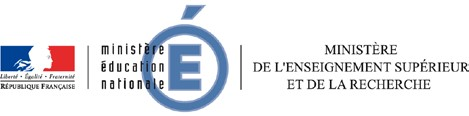 Liberté • Égalité • Fraternité
RÉPUBLIQUE FRANÇAISE
ministère
éducation
nationale
É
MINISTÈRE
DE L'ENSEIGNEMENT SUPÉRIEUR
ET DE LA RECHERCHE